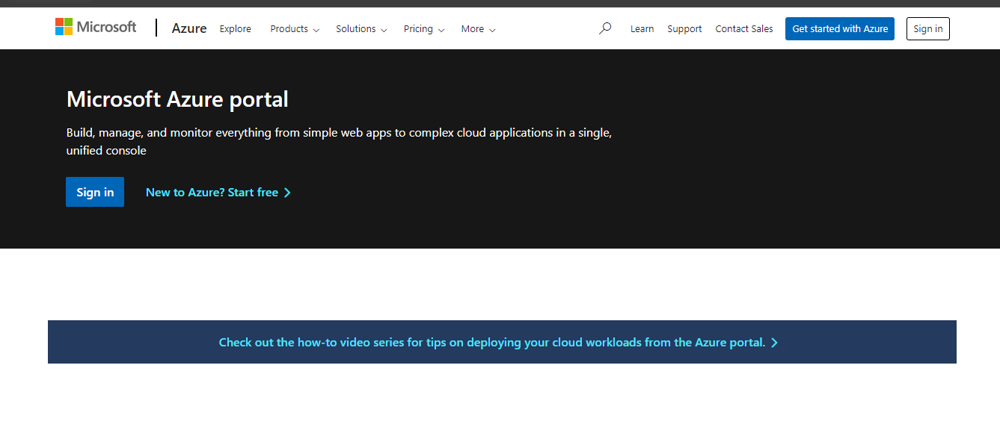 Microsoft Azure Explore Products Solutions Pricing More Learn Support Contact Sales Get started with Azure Sign in
Microsoft Azure portal
Build, manage, and monitor everything from simple web apps to complex cloud applications in a single,
unified console
Sign in New to Azure? Start free
Check out the how-to video series for tips on deploying your cloud workloads from the Azure portal.